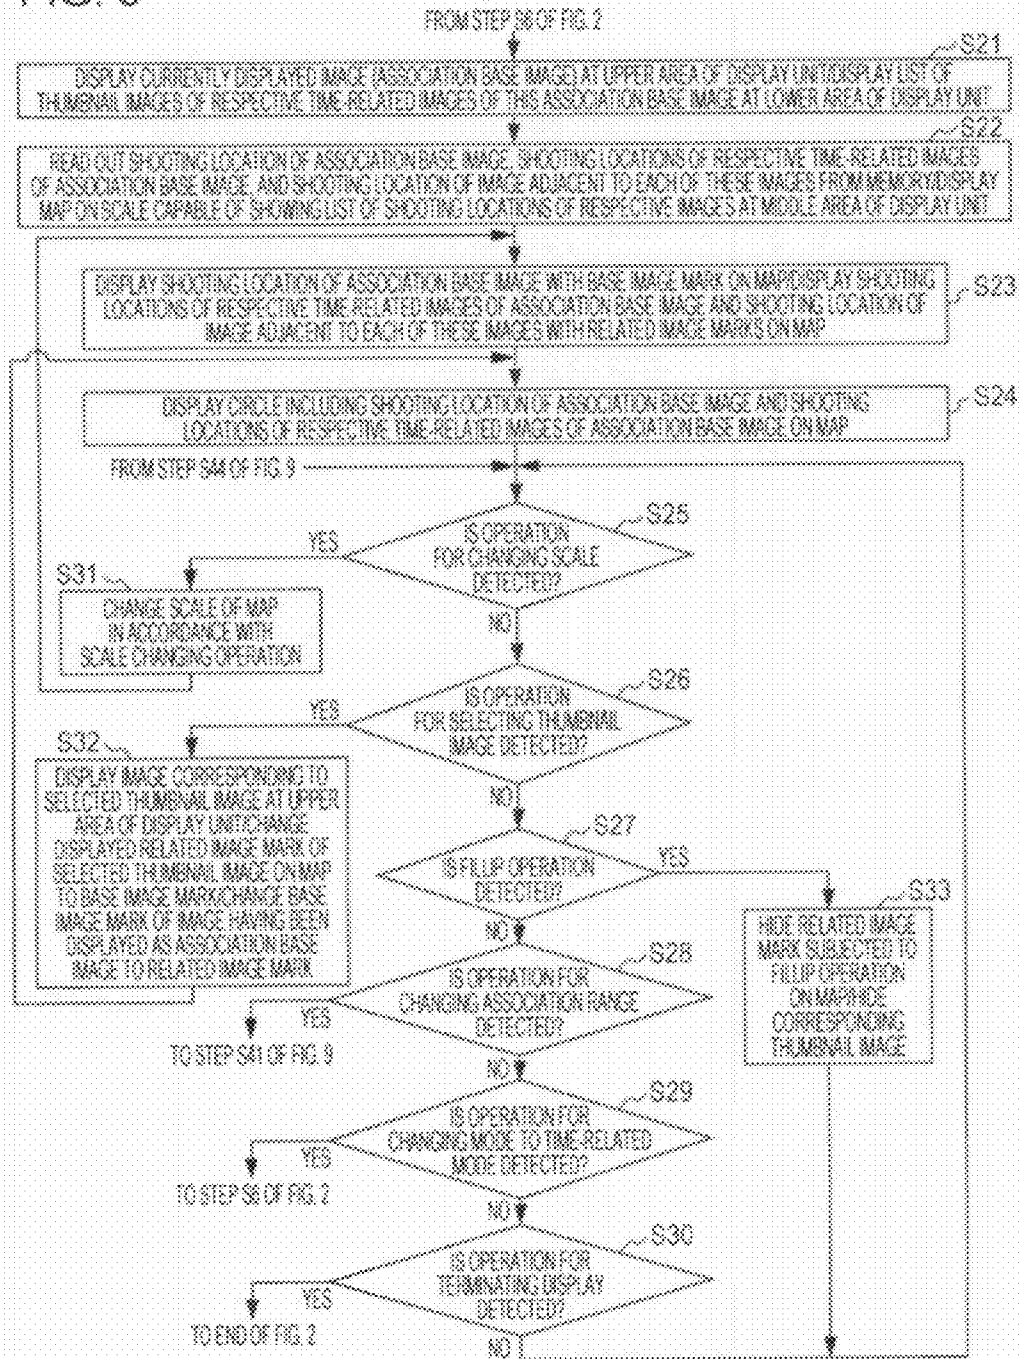 FROM STEP S8 OF FIG. 2
S21
DISPLAY CURRENTLY DISPLAYED IMAGE (ASSOCIATION BASE IMAGE) AT UPPER AREA OF DISPLAY UNIT/DISPLAY LIST OF
THUMBNAIL IMAGES OF RESPECTIVE TIME-RELATED IMAGES OF THIS ASSOCIATION BASE IMAGE AT LOWER AREA OF DISPLAY UNIT
S22
READ OUT SHOOTING LOCATION OF ASSOCIATION BASE IMAGE, SHOOTING LOCATIONS OF RESPECTIVE TIME-RELATED IMAGES
OF ASSOCIATION BASE IMAGE, AND SHOOTING LOCATION OF IMAGE ADJACENT TO EACH OF THESE IMAGES FROM MEMORY/DISPLAY
MAP ON SCALE CAPABLE OF SHOWING LIST OF SHOOTING LOCATIONS OF RESPECTIVE IMAGES AT MIDDLE AREA OF DISPLAY UNIT
DISPLAY SHOOTING LOCATION OF ASSOCIATION BASE IMAGE WITH BASE IMAGE MARK ON MAP/DISPLAY SHOOTING
LOCATIONS OF RESPECTIVE TIME-RELATED IMAGES OF ASSOCIATION BASE IMAGE AND SHOOTING LOCATION OF
IMAGE ADJACENT TO EACH OF THESE IMAGES WITH RELATED IMAGE MARKS ON MAP
S23
DISPLAY CIRCLE INCLUDING SHOOTING LOCATION OF ASSOCIATION BASE IMAGE AND SHOOTING
LOCATIONS OF RESPECTIVE TIME-RELATED IMAGES OF ASSOCIATION BASE IMAGE ON MAP
S24
FROM STEP S44 OF FIG. 9
S25
IS OPERATION
FOR CHANGING SCALE
DETECTED?
YES
NO
S31
CHANGE SCALE OF MAP
IN ACCORDANCE WITH
SCALE CHANGING OPERATION
S26
IS OPERATION
FOR SELECTING THUMBNAIL
IMAGE DETECTED?
YES
NO
S32
DISPLAY IMAGE CORRESPONDING TO
SELECTED THUMBNAIL IMAGE AT UPPER
AREA OF DISPLAY UNIT/CHANGE
DISPLAYED RELATED IMAGE MARK OF
SELECTED THUMBNAIL IMAGE ON MAP
TO BASE IMAGE MARK/CHANGE BASE
IMAGE MARK OF IMAGE HAVING BEEN
DISPLAYED AS ASSOCIATION BASE
IMAGE TO RELATED IMAGE MARK
S27
IS FILLUP OPERATION
DETECTED?
YES
NO
S33
HIDE RELATED IMAGE
MARK SUBJECTED TO
FILLUP OPERATION
ON MAP/HIDE
CORRESPONDING
THUMBNAIL IMAGE
S28
IS OPERATION FOR
CHANGING ASSOCIATION RANGE
DETECTED?
YES
TO STEP S41 OF FIG. 9
NO
S29
IS OPERATION FOR
CHANGING MODE TO TIME-RELATED
MODE DETECTED?
YES
TO STEP S6 OF FIG. 2
NO
S30
IS OPERATION FOR
TERMINATING DISPLAY
DETECTED?
YES
TO END OF FIG. 2
NO